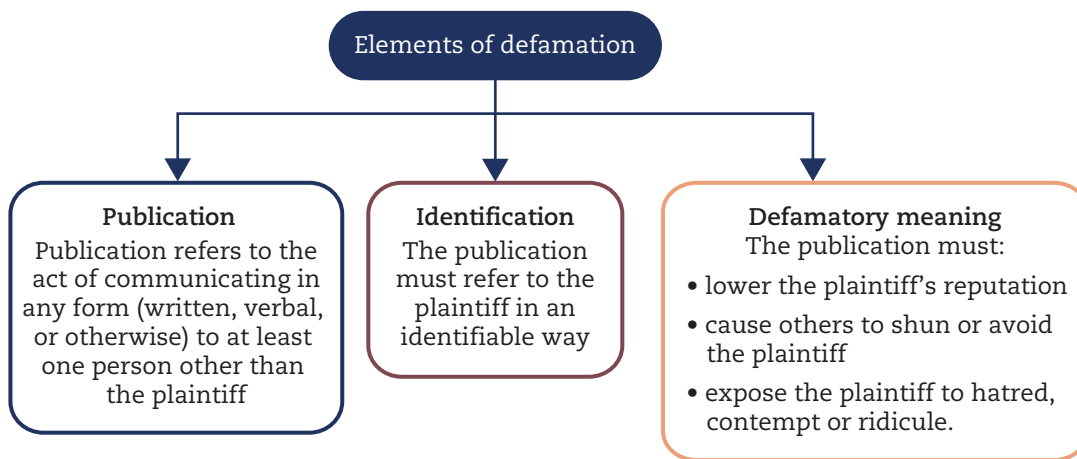 Elements of defamation
Publication
Publication refers to the
act of communicating in
any form (written, verbal,
or otherwise) to at least
one person other than
the plaintiff
Identification
The publication
must refer to the
plaintiff in an
identifiable way
Defamatory meaning
The publication must:
• lower the plaintiff’s reputation
• cause others to shun or avoid
the plaintiff
• expose the plaintiff to hatred,
contempt or ridicule.